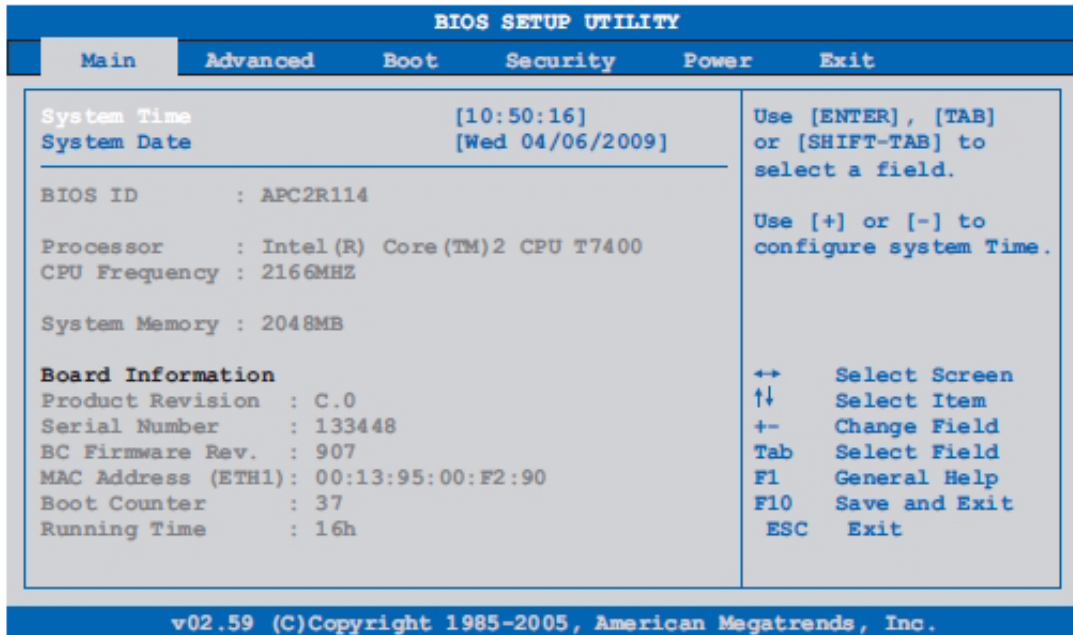 BIOS SETUP UTILITY
Main Advanced Boot Security Power Exit
System Time [10:50:16]
System Date [Wed 04/06/2009]
BIOS ID : APC2R114
Processor : Intel(R) Core(TM)2 CPU T7400
CPU Frequency : 2166MHZ
System Memory : 2048MB
Board Information
Product Revision : C.0
Serial Number : 133448
BC Firmware Rev. : 907
MAC Address (ETH1): 00:13:95:00:F2:90
Boot Counter : 37
Running Time : 16h
Use [ENTER], [TAB]
or [SHIFT-TAB] to
select a field.
Use [+] or [-] to
configure system Time.
↔ Select Screen
↑↓ Select Item
+- Change Field
Tab Select Field
F1 General Help
F10 Save and Exit
ESC Exit
v02.59 (C)Copyright 1985-2005, American Megatrends, Inc.